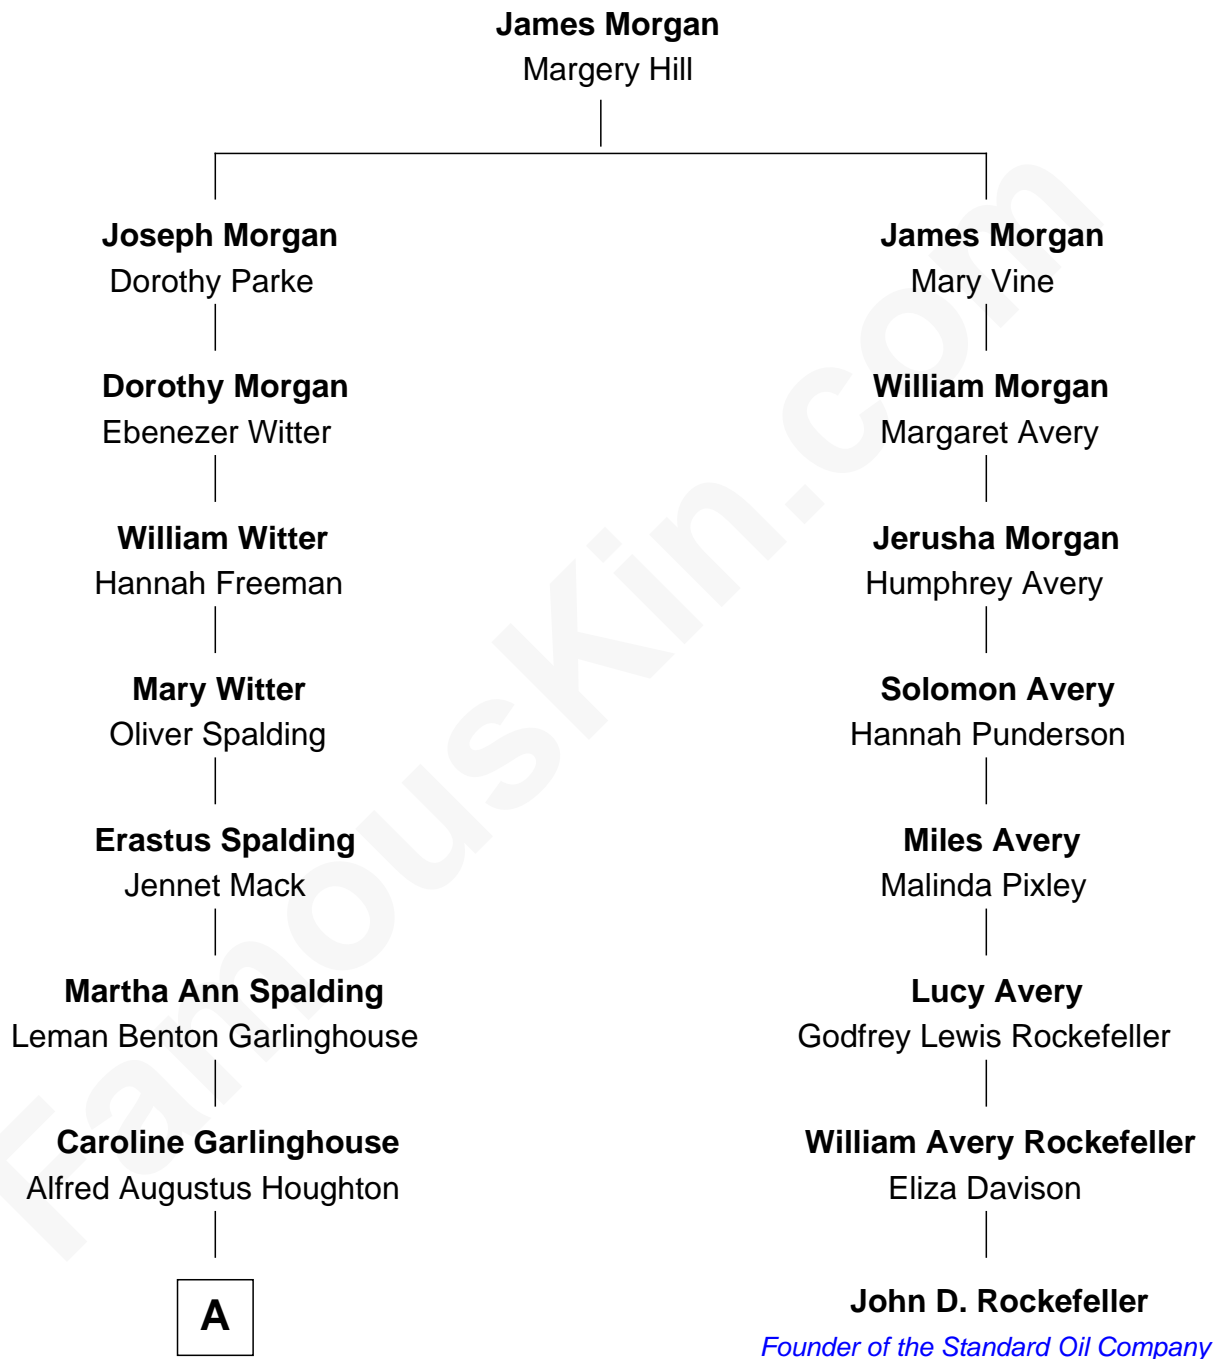 James Morgan
Margery Hill
Joseph Morgan
Dorothy Parke
James Morgan
Mary Vine
Dorothy Morgan
Ebenezer Witter
William Morgan
Margaret Avery
William Witter
Hannah Freeman
Jerusha Morgan
Humphrey Avery
Mary Witter
Oliver Spalding
Solomon Avery
Hannah Punderson
Erastus Spalding
Jennet Mack
Miles Avery
Malinda Pixley
Martha Ann Spalding
Leman Benton Garlinghouse
Lucy Avery
Godfrey Lewis Rockefeller
Caroline Garlinghouse
Alfred Augustus Houghton
William Avery Rockefeller
Eliza Davison
A
John D. Rockefeller
Founder of the Standard Oil Company
FamousKin.com